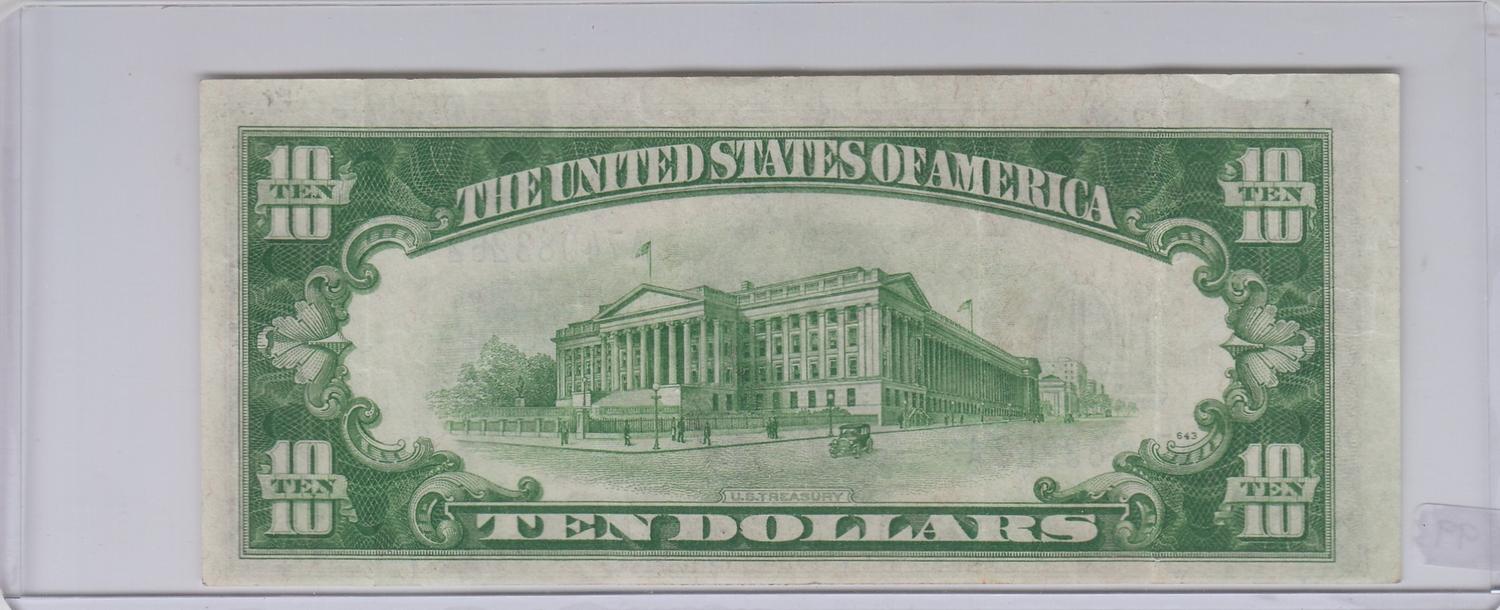 10 TEN 10
THE UNITED STATES OF AMERICA
10 TEN 10
643
10 TEN 10
U.S. TREASURY
TEN DOLLARS
10 TEN 10